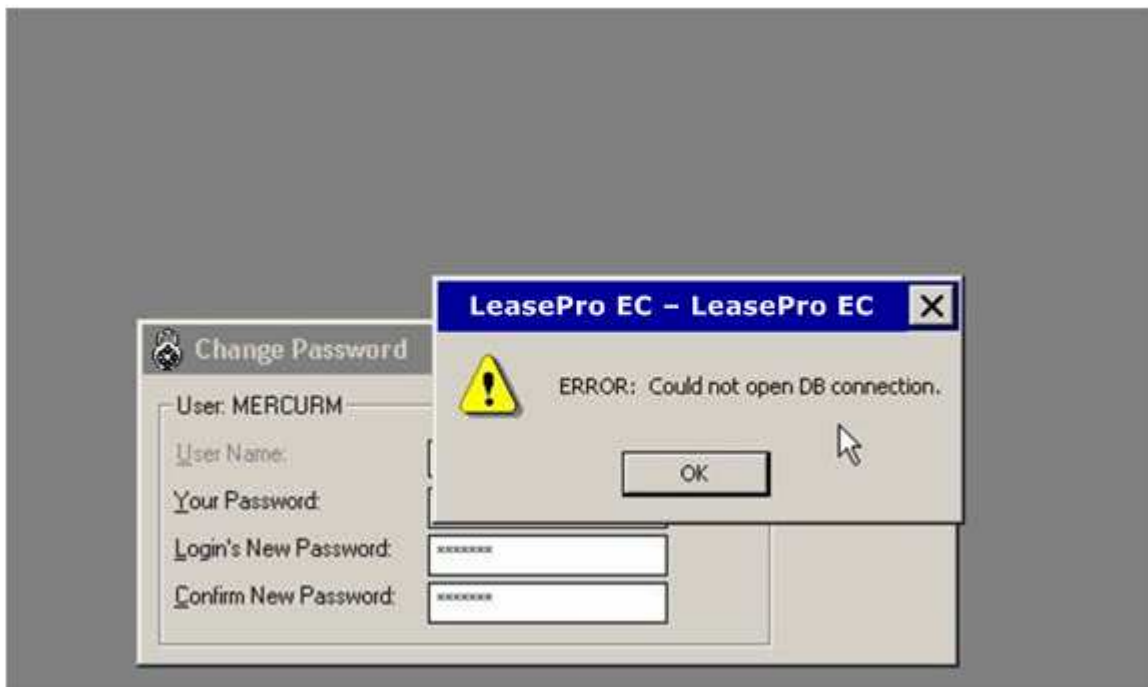 LeasePro EC – LeasePro EC
ERROR: Could not open DB connection.
OK
Change Password
User: MERCURM
User Name:
Your Password:
Login's New Password: *******
Confirm New Password: *******